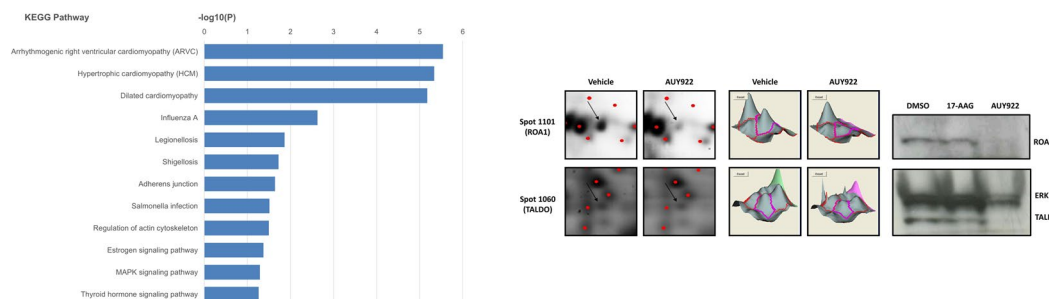 KEGG Pathway -log10(P)
0 1 2 3 4 5 6
Arrhythmogenic right ventricular cardiomyopathy (ARVC)
Hypertrophic cardiomyopathy (HCM)
Dilated cardiomyopathy
Influenza A
Legionellosis
Shigellosis
Adherens junction
Salmonella infection
Regulation of actin cytoskeleton
Estrogen signaling pathway
MAPK signaling pathway
Thyroid hormone signaling pathway
Vehicle AUY922 Vehicle AUY922
Spot 1101
(ROA1)
Spot 1060
(TALDO)
DMSO 17-AAG AUY922
ROA
ERK
TAL